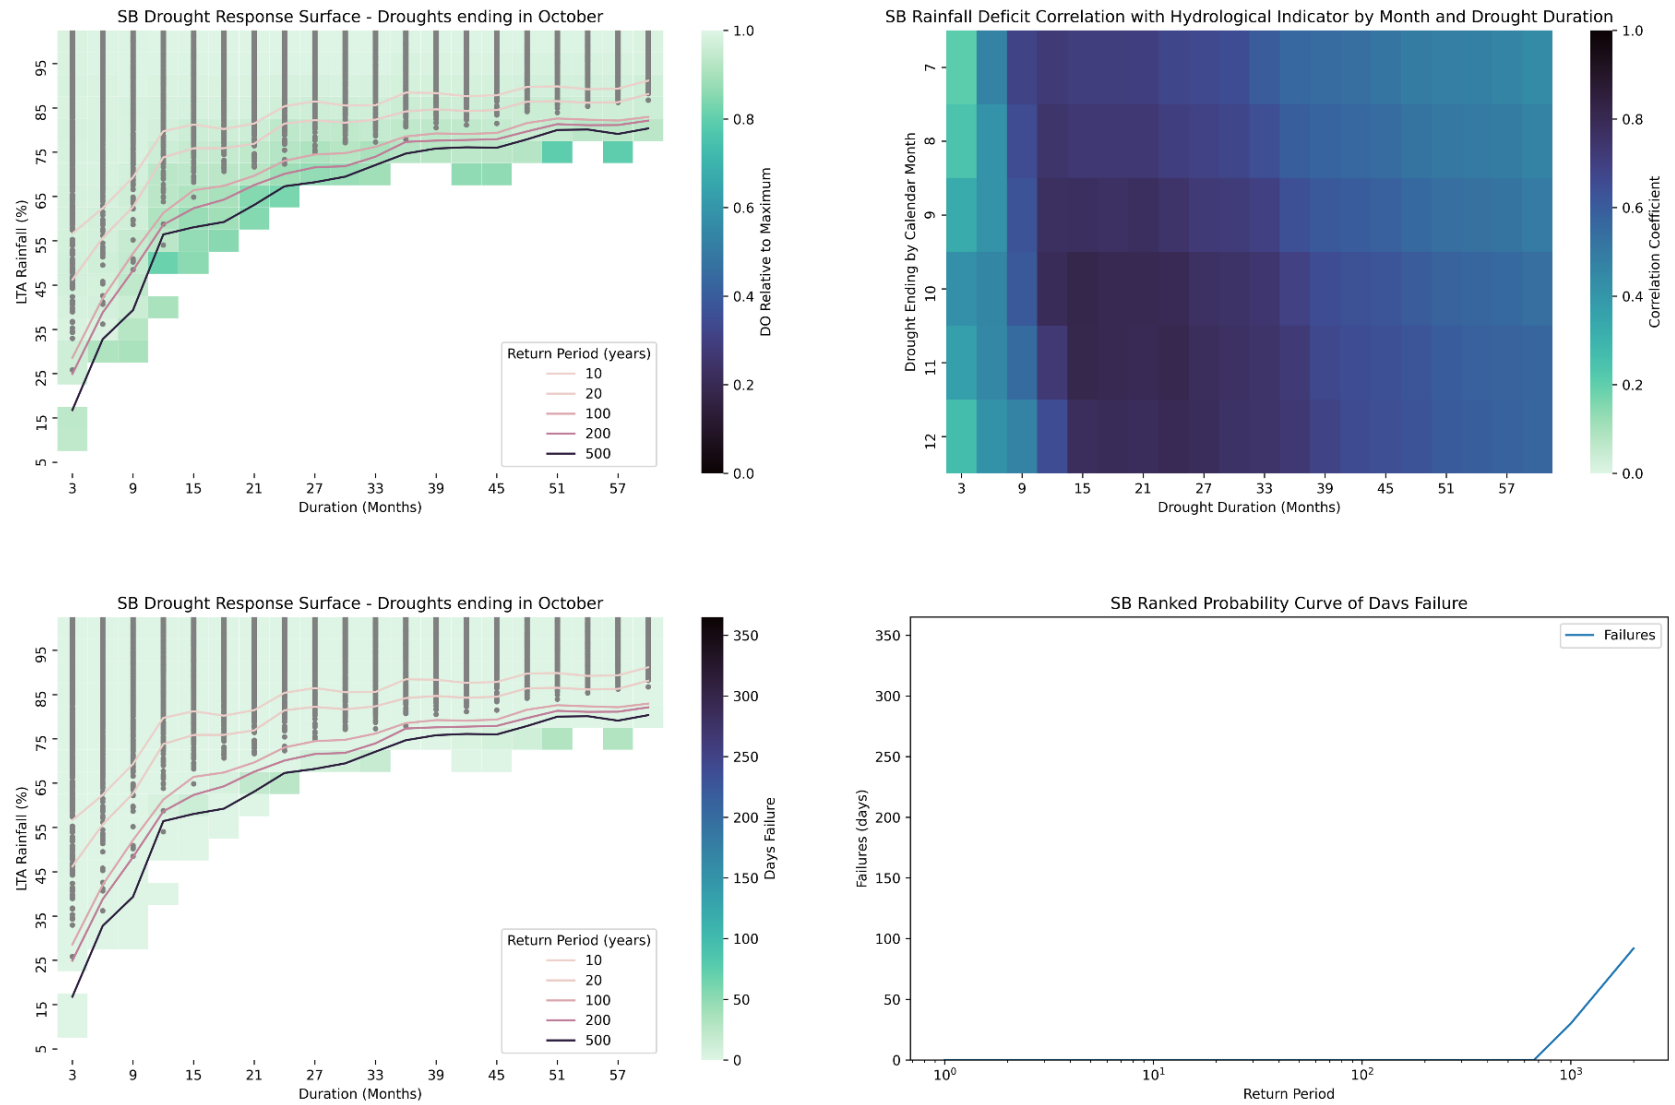 SB Drought Response Surface - Droughts ending in October
95
85
75
65
55
45
35
25
15
5
LTA Rainfall (%)
3 9 15 21 27 33 39 45 51 57
Duration (Months)
Return Period (years)
10
20
100
200
500
1.0
0.8
0.6
0.4
0.2
0.0
DO Relative to Maximum
SB Rainfall Deficit Correlation with Hydrological Indicator by Month and Drought Duration
7
8
9
10
11
12
Drought Ending by Calendar Month
3 9 15 21 27 33 39 45 51 57
Drought Duration (Months)
1.0
0.8
0.6
0.4
0.2
0.0
Correlation Coefficient
SB Drought Response Surface - Droughts ending in October
95
85
75
65
55
45
35
25
15
5
LTA Rainfall (%)
3 9 15 21 27 33 39 45 51 57
Duration (Months)
Return Period (years)
10
20
100
200
500
350
300
250
200
150
100
50
0
Days Failure
SB Ranked Probability Curve of Days Failure
Failures
350
300
250
200
150
100
50
0
Failures (days)
10⁰ 10¹ 10² 10³
Return Period